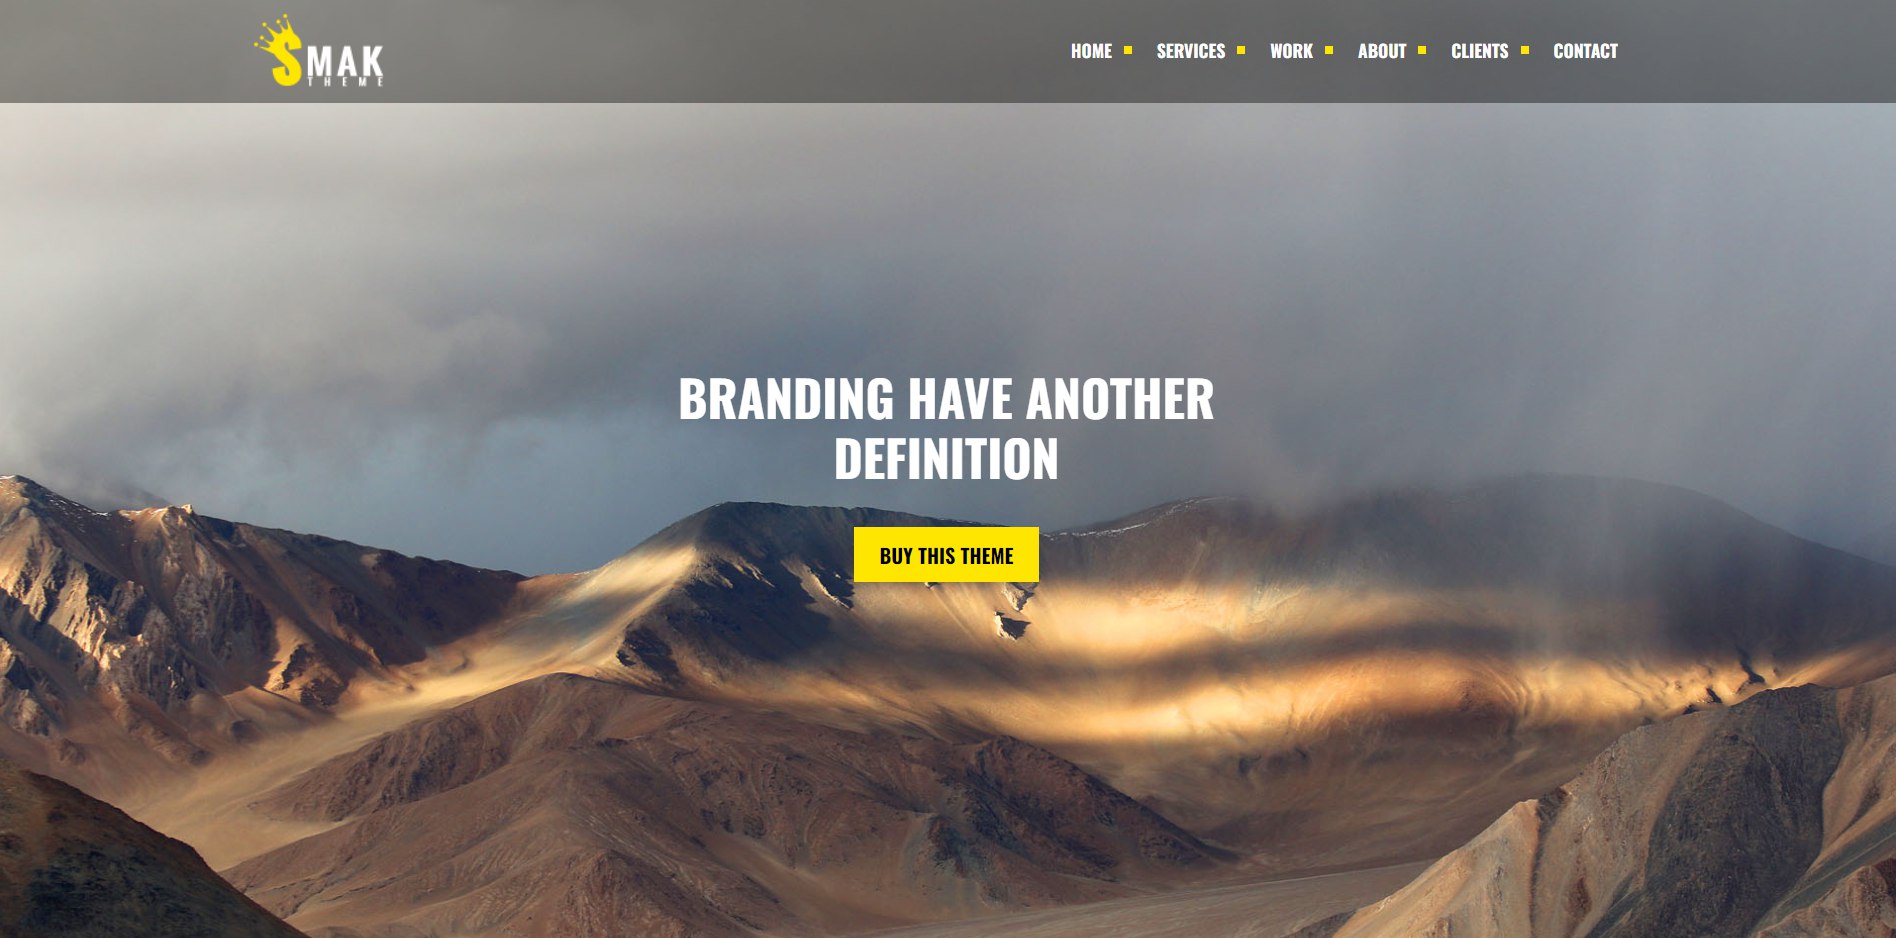 SMAK
THEME
HOME SERVICES WORK ABOUT CLIENTS CONTACT
BRANDING HAVE ANOTHER
DEFINITION
BUY THIS THEME